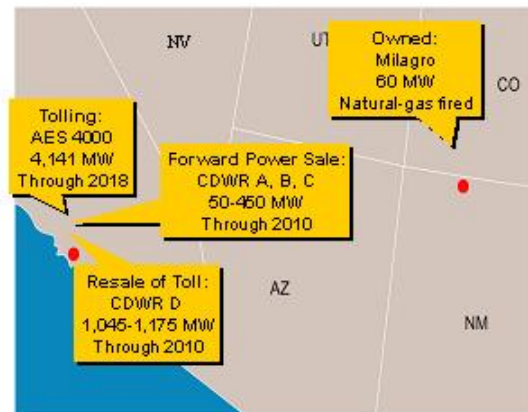 NV
UT
Owned:
Milagro
60 MW
Natural-gas fired
CO
Tolling:
AES 4000
4,141 MW
Through 2018
Forward Power Sale:
CDWR A, B, C
50-450 MW
Through 2010
Resale of Toll:
CDWR D
1,045-1,175 MW
Through 2010
AZ
NM